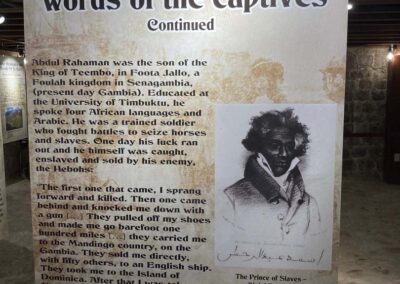 words of the captives
Continued
Abdul Rahaman was the son of the
King of Teembo, in Foota Jallo, a
Foulah kingdom in Senagambia,
(present day Gambia). Educated at
the University of Timbuktu, he
spoke four African languages and
Arabic. He was a trained soldier
who fought battles to seize horses
and slaves. One day his luck ran
out and he himself was caught,
enslaved and sold by his enemy,
the Hebohs:
'The first one that came, I sprang
forward and killed. Then one came
behind and knocked me down with
a gun [...] They pulled off my shoes
and made me go barefoot one
hundred miles [...] they carried me
to the Mandingo country, on the
Gambia. They sold me directly,
with fifty others, to an English ship.
They took me to the Island of
Dominica. After that I was
The Prince of Slaves –